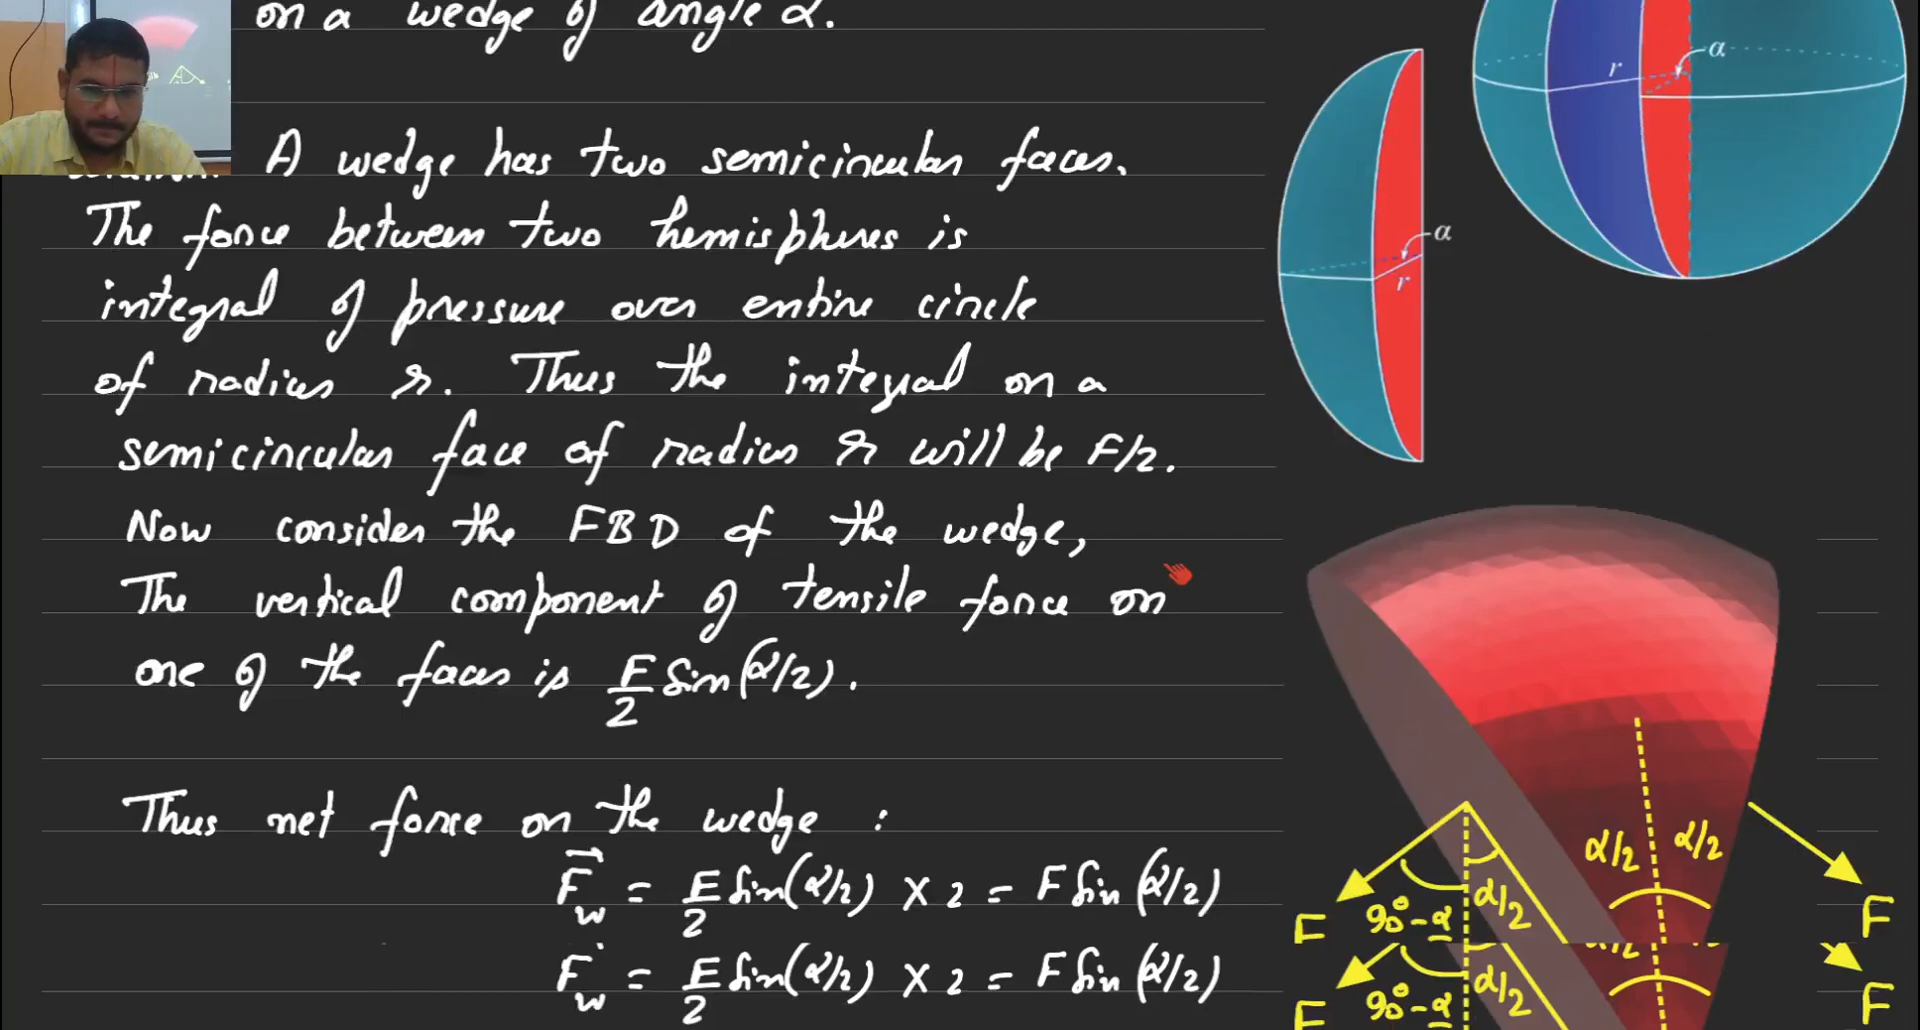 on a wedge of angle α.
A wedge has two semicircular faces.
The force between two hemispheres is
integral of pressure over entire circle
of radius r. Thus the integral on a
semicircular face of radius r will be F/2.
Now consider the FBD of the wedge,
The vertical component of tensile force on
one of the faces is F/2 Sin(α/2).
Thus net force on the wedge :
F⃗w = F/2 Sin(α/2) × 2 = F Sin(α/2)
Fw = F/2 Sin(α/2) × 2 = F Sin(α/2)
r
α
α
r
α/2
α/2
F
90°-α
α/2
F
F
90°-α
α/2
α/2
F